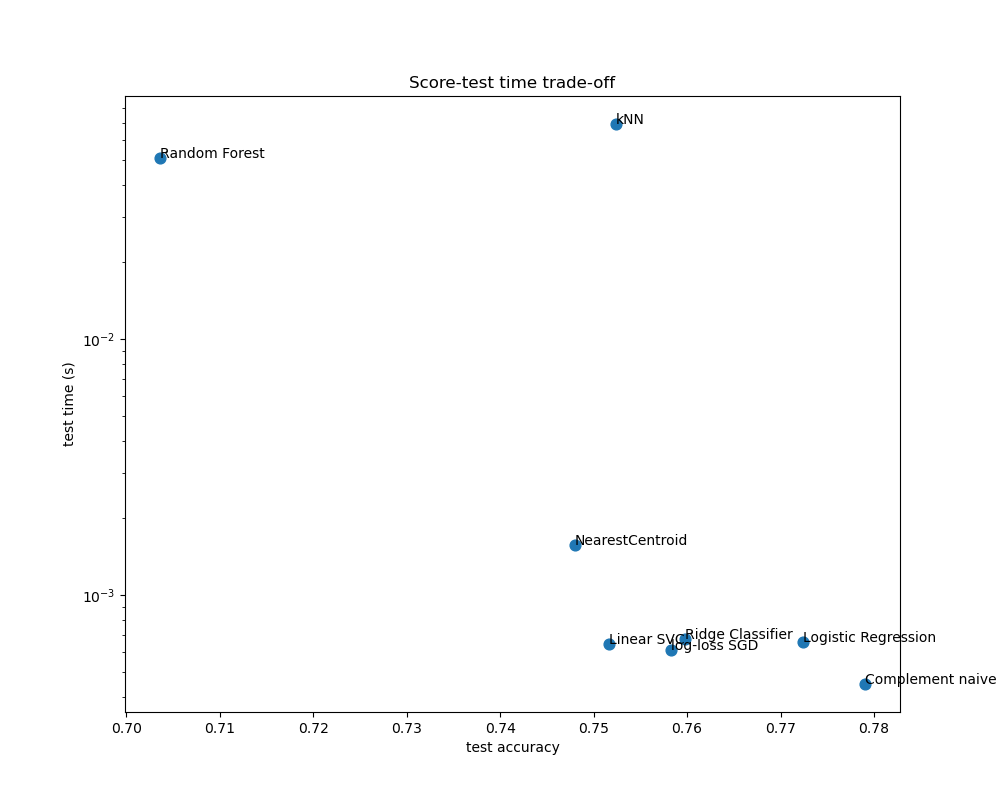 Score-test time trade-off
kNN
Random Forest
10⁻²
test time (s)
NearestCentroid
10⁻³
Linear SVC
Ridge Classifier
log-loss SGD
Logistic Regression
Complement naive
0.70 0.71 0.72 0.73 0.74 0.75 0.76 0.77 0.78
test accuracy